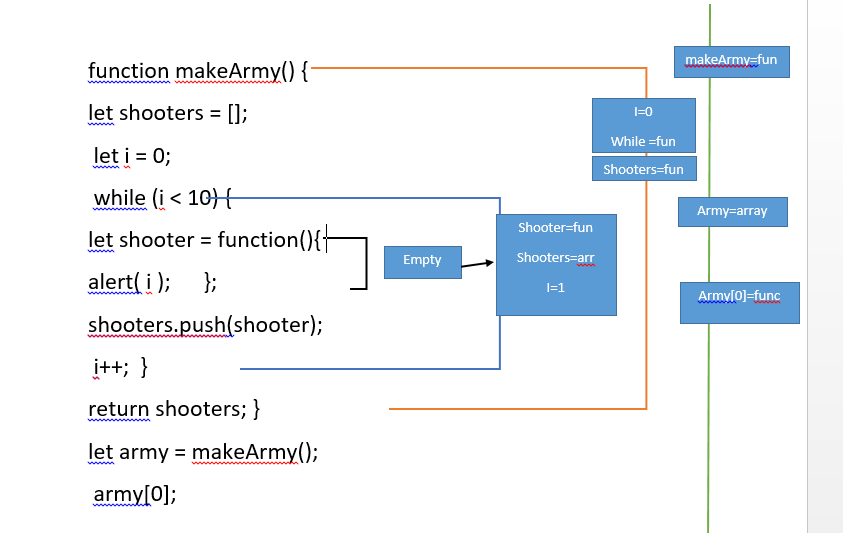 function makeArmy() {
let shooters = [];
let i = 0;
while (i < 10) {
let shooter = function(){
alert( i );      };
shooters.push(shooter);
i++;  }
return shooters; }
let army = makeArmy();
army[0];
Empty
Shooter=fun
Shooters=arr
I=1
I=0
While =fun
Shooters=fun
makeArmy=fun
Army=array
Army[0]=func